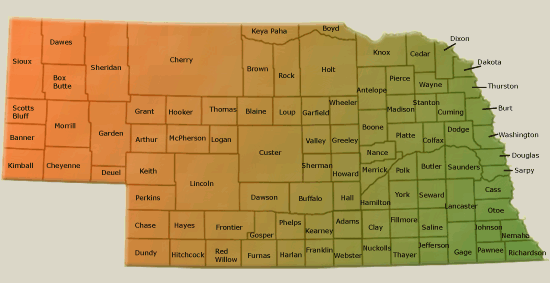 Keya Paha
Boyd
Dixon
Dawes
Knox
Cedar
Sioux
Sheridan
Cherry
Dakota
Brown
Rock
Holt
Box
Butte
Pierce
Wayne
Thurston
Antelope
Scotts
Bluff
Grant
Hooker
Thomas
Blaine
Loup
Garfield
Wheeler
Madison
Stanton
Cuming
Burt
Morrill
Garden
Banner
Arthur
McPherson
Logan
Custer
Valley
Greeley
Boone
Platte
Colfax
Dodge
Washington
Nance
Kimball
Cheyenne
Deuel
Keith
Lincoln
Sherman
Howard
Merrick
Polk
Butler
Saunders
Douglas
Sarpy
Perkins
Dawson
Buffalo
Hall
Hamilton
York
Seward
Lancaster
Cass
Otoe
Chase
Hayes
Frontier
Gosper
Phelps
Kearney
Adams
Clay
Fillmore
Saline
Johnson
Nemaha
Dundy
Hitchcock
Red
Willow
Furnas
Harlan
Franklin
Webster
Nuckolls
Thayer
Jefferson
Gage
Pawnee
Richardson